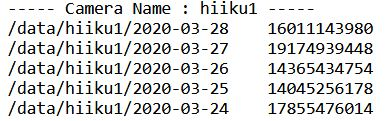 ----- Camera Name : hiiku1 -----
/data/hiiku1/2020-03-28    16011143980
/data/hiiku1/2020-03-27    19174939448
/data/hiiku1/2020-03-26    14365434754
/data/hiiku1/2020-03-25    14045256178
/data/hiiku1/2020-03-24    17855476014